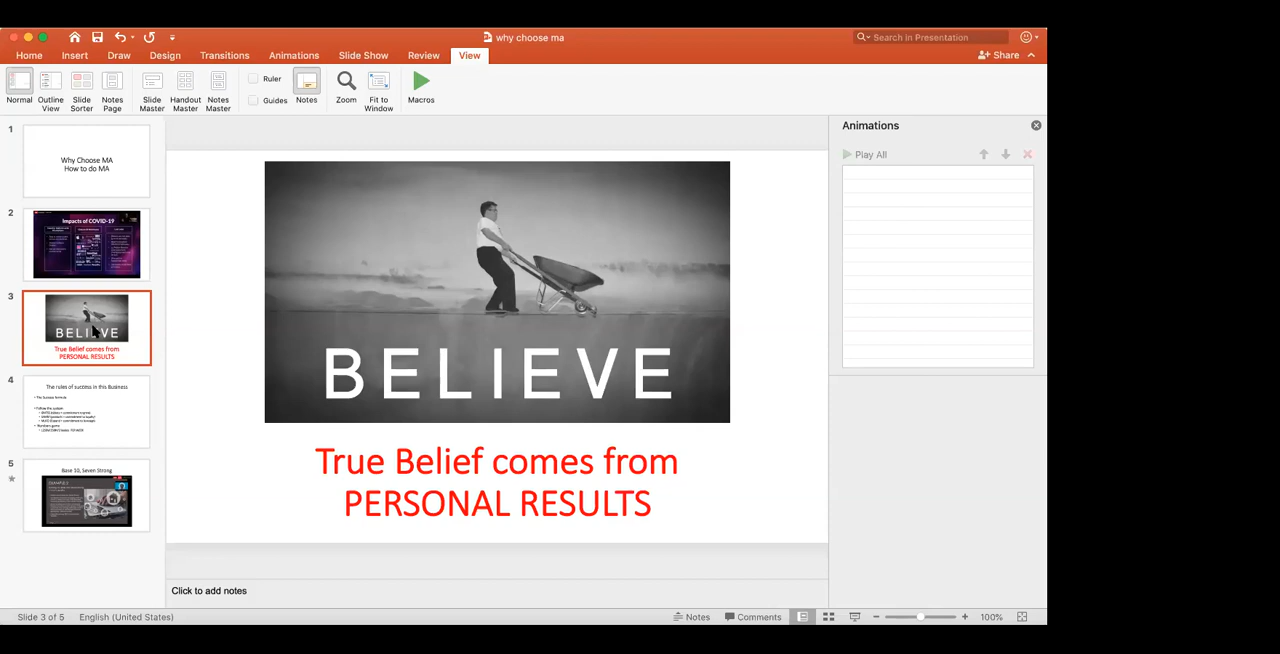 why choose ma
Search in Presentation
Home Insert Draw Design Transitions Animations Slide Show Review View
Share
Normal
Outline View
Slide Sorter
Notes Page
Slide Master
Handout Master
Notes Master
Ruler
Guides
Notes
Zoom
Fit to Window
Macros
1
Why Choose MA
How to do MA
2
Impacts of COVID-19
3
BELIEVE
True Belief comes from
PERSONAL RESULTS
4
The rules of success in this Business
5
Base 10, Seven Strong
BELIEVE
True Belief comes from
PERSONAL RESULTS
Click to add notes
Animations
Play All
Slide 3 of 5
English (United States)
Notes
Comments
100%